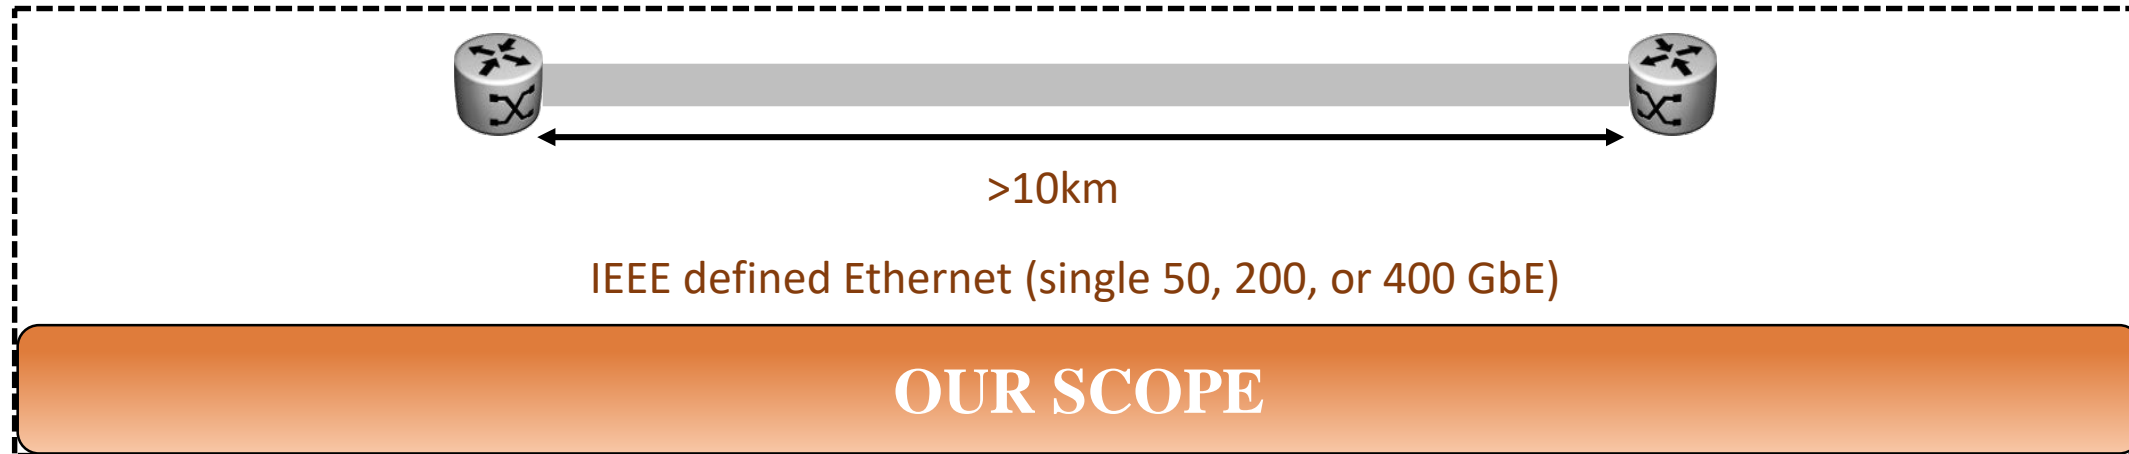 >10km
IEEE defined Ethernet (single 50, 200, or 400 GbE)
OUR SCOPE